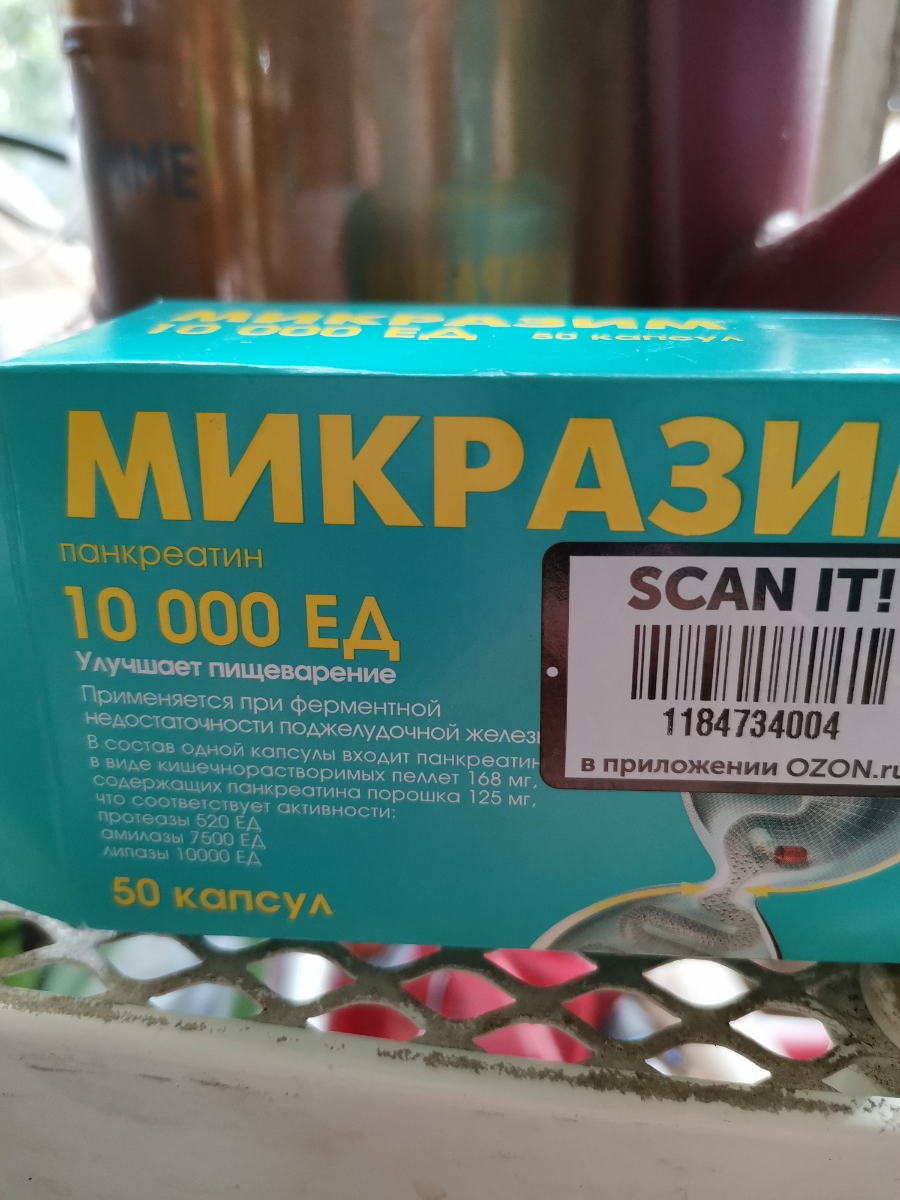 МИКРАЗИМ
10 000 ЕД 50 капсул
МИКРАЗИМ
панкреатин
10 000 ЕД
Улучшает пищеварение
Применяется при ферментной
недостаточности поджелудочной желез
В состав одной капсулы входит панкреатин
в виде кишечнорастворимых пеллет 168 мг,
содержащих панкреатина порошка 125 мг,
что соответствует активности:
протеазы 520 ЕД
амилазы 7500 ЕД
липазы 10000 ЕД
50 капсул
SCAN IT!
1184734004
в приложении OZON.ru